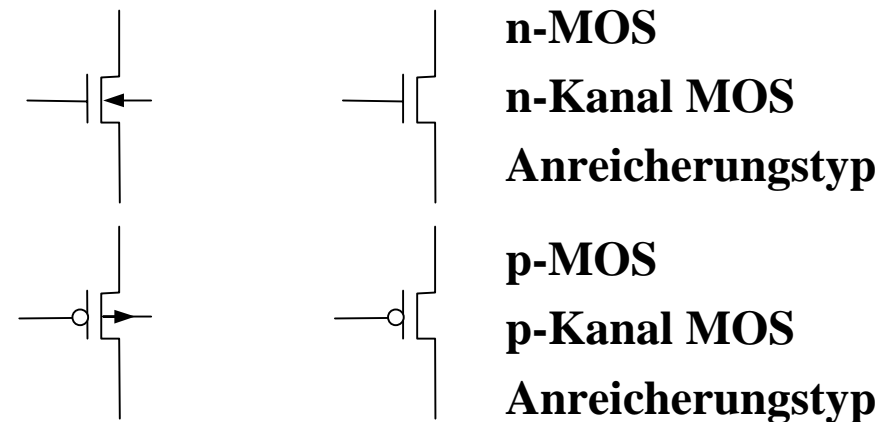 n-MOS
n-Kanal MOS
Anreicherungstyp
p-MOS
p-Kanal MOS
Anreicherungstyp